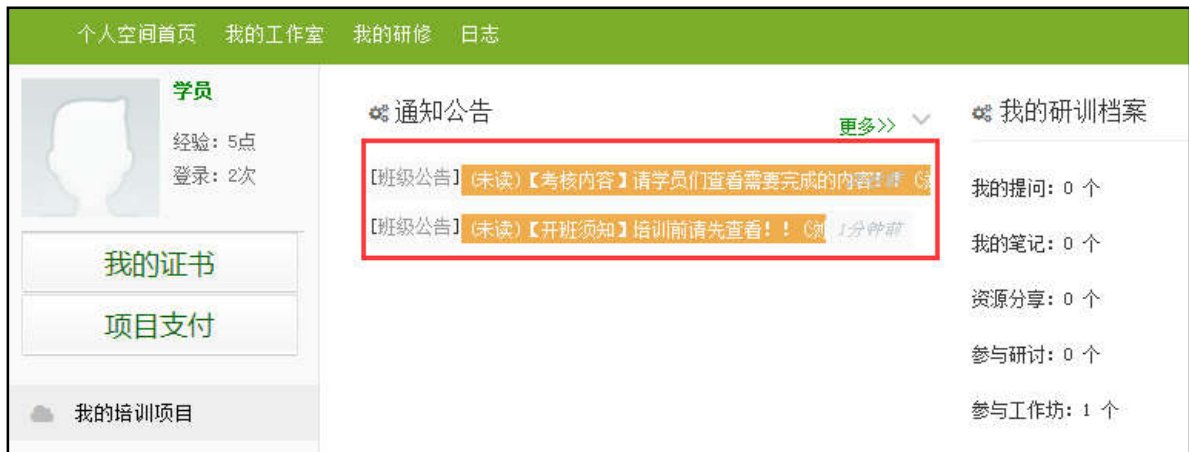 个人空间首页 我的工作室 我的研修 日志
学员
经验：5点
登录：2次
我的证书
项目支付
我的培训项目
通知公告
更多>>
[班级公告] (未读)【考核内容】请学员们查看需要完成的内容
[班级公告] (未读)【开班须知】培训前请先查看！！ 1分钟前
我的研训档案
我的提问：0 个
我的笔记：0 个
资源分享：0 个
参与研讨：0 个
参与工作坊：1 个